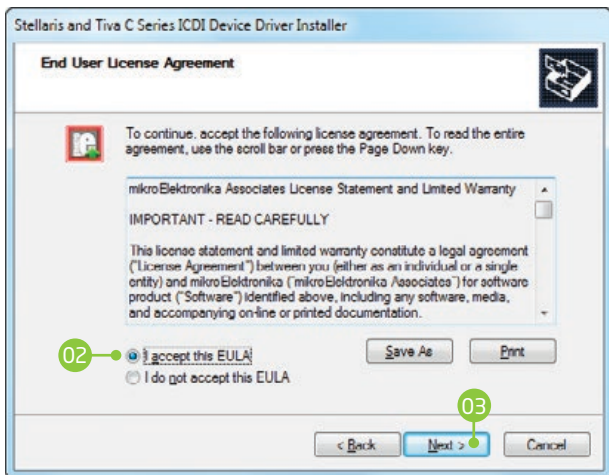 Stellaris and Tiva C Series ICDI Device Driver Installer
End User License Agreement
To continue. accept the following license agreement. To read the entire
agreement, use the scroll bar or press the Page Down key.
mikroElektronika Associates License Statement and Limited Warranty
IMPORTANT - READ CAREFULLY
This license statement and limited warranty constitute a legal agreement
("License Agreement") between you (either as an individual or a single
entity) and mikroElektronika ("mikroElektronika Associates") for software
product ("Software") identified above, including any software, media,
and accompanying on-line or printed documentation.
02
I accept this EULA
Save As
Print
I do not accept this EULA
03
< Back
Next >
Cancel